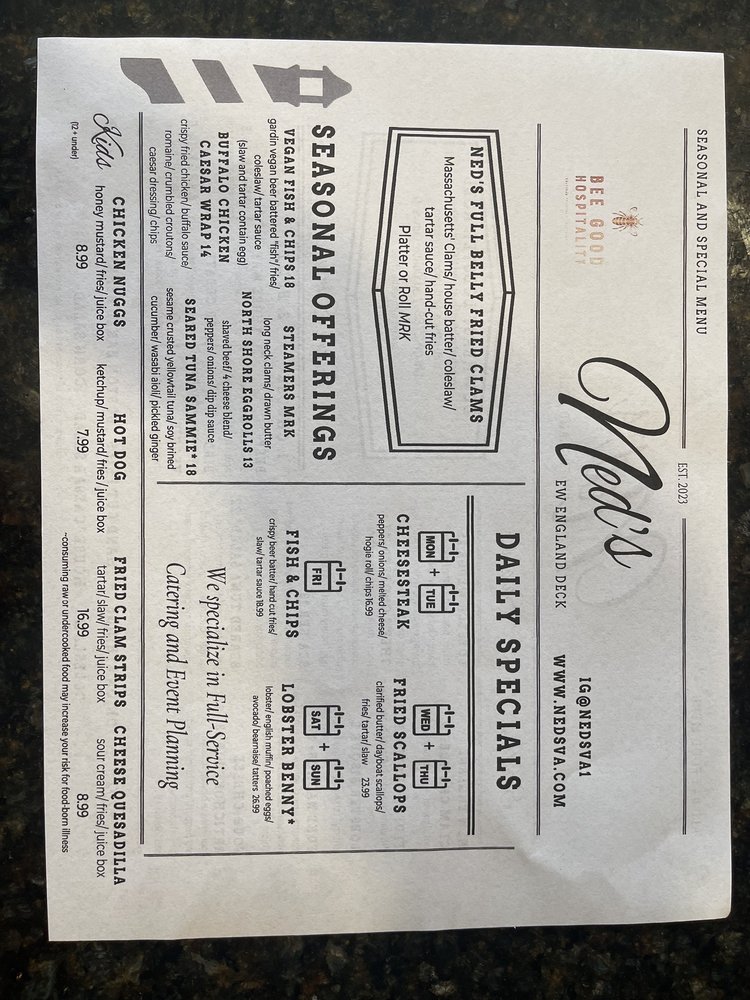 SEASONAL AND SPECIAL MENU
EST. 2023
BEE GOOD
HOSPITALITY
Ned's
EW ENGLAND DECK
IG@NEDSVA1
WWW.NEDSVA.COM
NED'S FULL BELLY FRIED CLAMS
Massachusetts' Clams/ house batter/ coleslaw/
tartar sauce/ hand-cut fries
Platter or Roll MRK
SEASONAL OFFERINGS
VEGAN FISH & CHIPS 18
gardin vegan beer battered "fish"/ fries/
coleslaw/ tartar sauce
(slaw and tartar contain egg)
BUFFALO CHICKEN
CAESAR WRAP 14
crispy fried chicken/ buffalo sauce/
romaine/ crumbled croutons/
caesar dressing/ chips
STEAMERS MRK
long neck clams/ drawn butter
NORTH SHORE EGGROLLS 13
shaved beef/ 4 cheese blend/
peppers/ onions/ dip dip sauce
SEARED TUNA SAMMIE* 18
sesame crusted yellowtail tuna/ soy brined
cucumber/ wasabi aioli/ pickled ginger
DAILY SPECIALS
MON + TUE
CHEESESTEAK
peppers/ onions/ melted cheese/
hogie roll/ chips 16.99
WED + THU
FRIED SCALLOPS
clarified butter/ dayboat scallops/
fries/ tartar/ slaw 23.99
FRI
FISH & CHIPS
crispy beer batter/ hand cut fries/
slaw/ tartar sauce 18.99
SAT + SUN
LOBSTER BENNY*
lobster/ english muffin/ poached eggs/
avocado/ bearnaise/ tatters 26.99
We specialize in Full-Service
Catering and Event Planning
Kids
(12 + under)
CHICKEN NUGGS
honey mustard/ fries/ juice box
8.99
HOT DOG
ketchup/ mustard/ fries / juice box
7.99
FRIED CLAM STRIPS
tartar/ slaw/ fries/ juice box
16.99
CHEESE QUESADILLA
sour cream/ fries/ juice box
8.99
~consuming raw or undercooked food may increase your risk for food-born illness